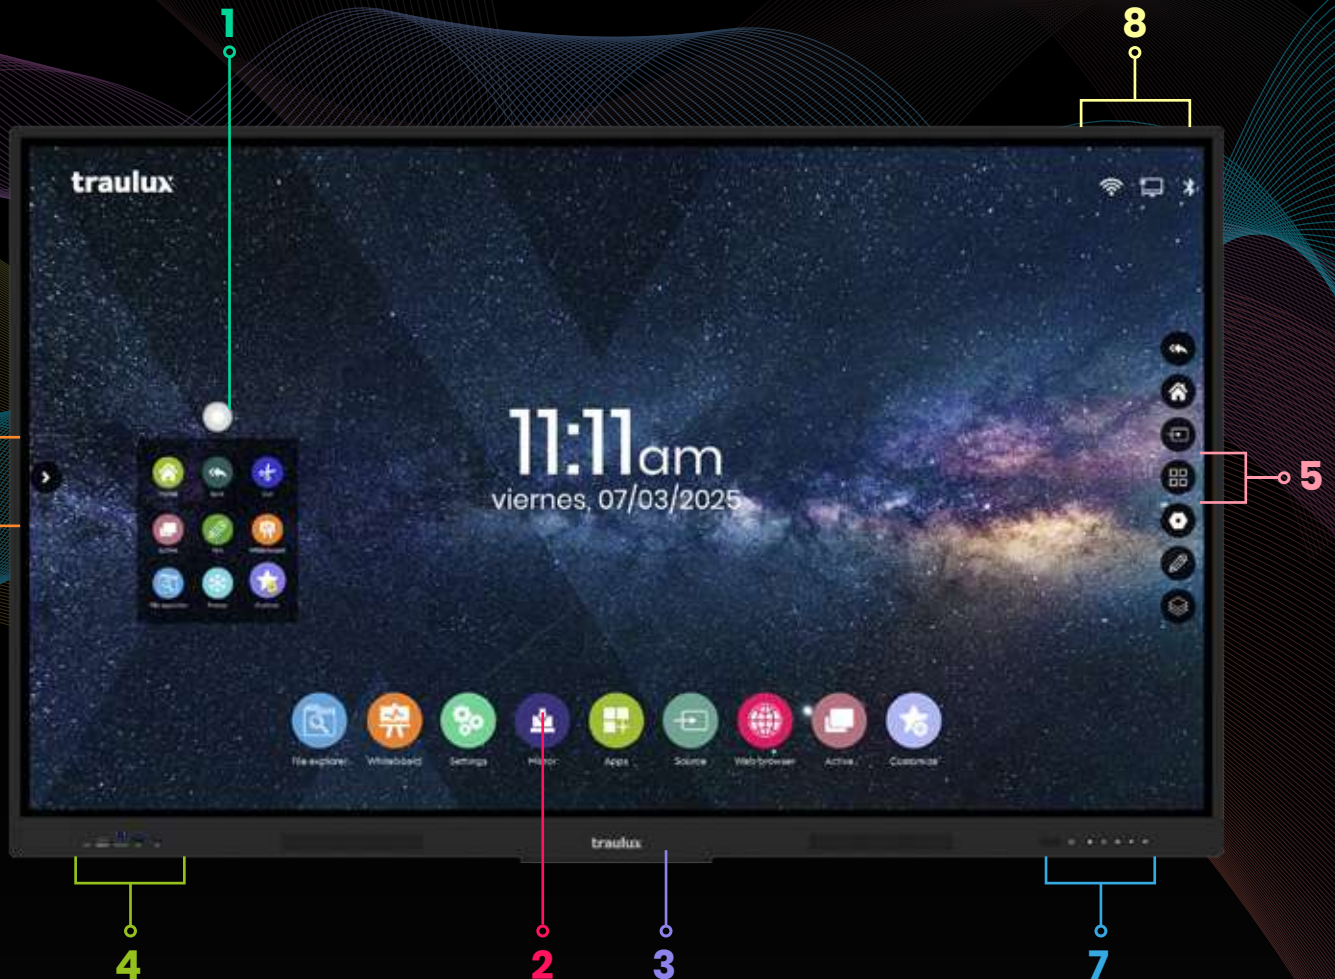 1
8
traulux
11:11am
viernes, 07/03/2025
5
File explorer
Whiteboard
Settings
Mirror
Apps
Source
Web browser
Active
Customize
traulux
4
2
3
7